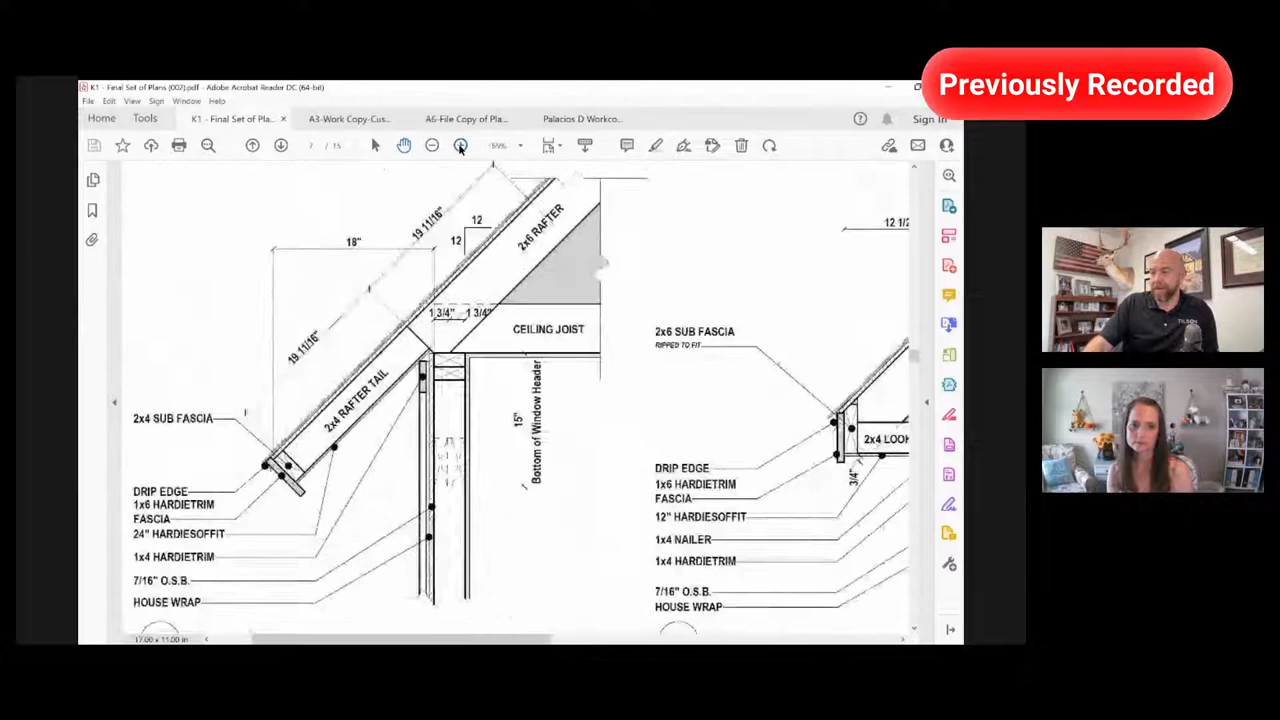 Previously Recorded
K1 - Final Set of Plans (002).pdf - Adobe Acrobat Reader DC (64-bit)
File Edit View Sign Window Help
Home Tools K1 - Final Set of Pla... × A3-Work Copy-Cus... A6-File Copy of Pla... Palacios D Workco... Sign In
7 / 15
12
12
19 11/16"
18"
2x6 RAFTER
12 1/2
1 3/4" 1 3/4"
CEILING JOIST
19 11/16"
2x6 SUB FASCIA
RIPPED TO FIT
2x4 RAFTER TAIL
15"
Bottom of Window Header
2x4 SUB FASCIA
2x4 LOOK
DRIP EDGE
1x6 HARDIETRIM
FASCIA
24" HARDIESOFFIT
1x4 HARDIETRIM
7/16" O.S.B.
HOUSE WRAP
DRIP EDGE
1x6 HARDIETRIM
FASCIA
3/4"
12" HARDIESOFFIT
1x4 NAILER
1x4 HARDIETRIM
7/16" O.S.B.
HOUSE WRAP
17.00 x 11.00 in
TILSON